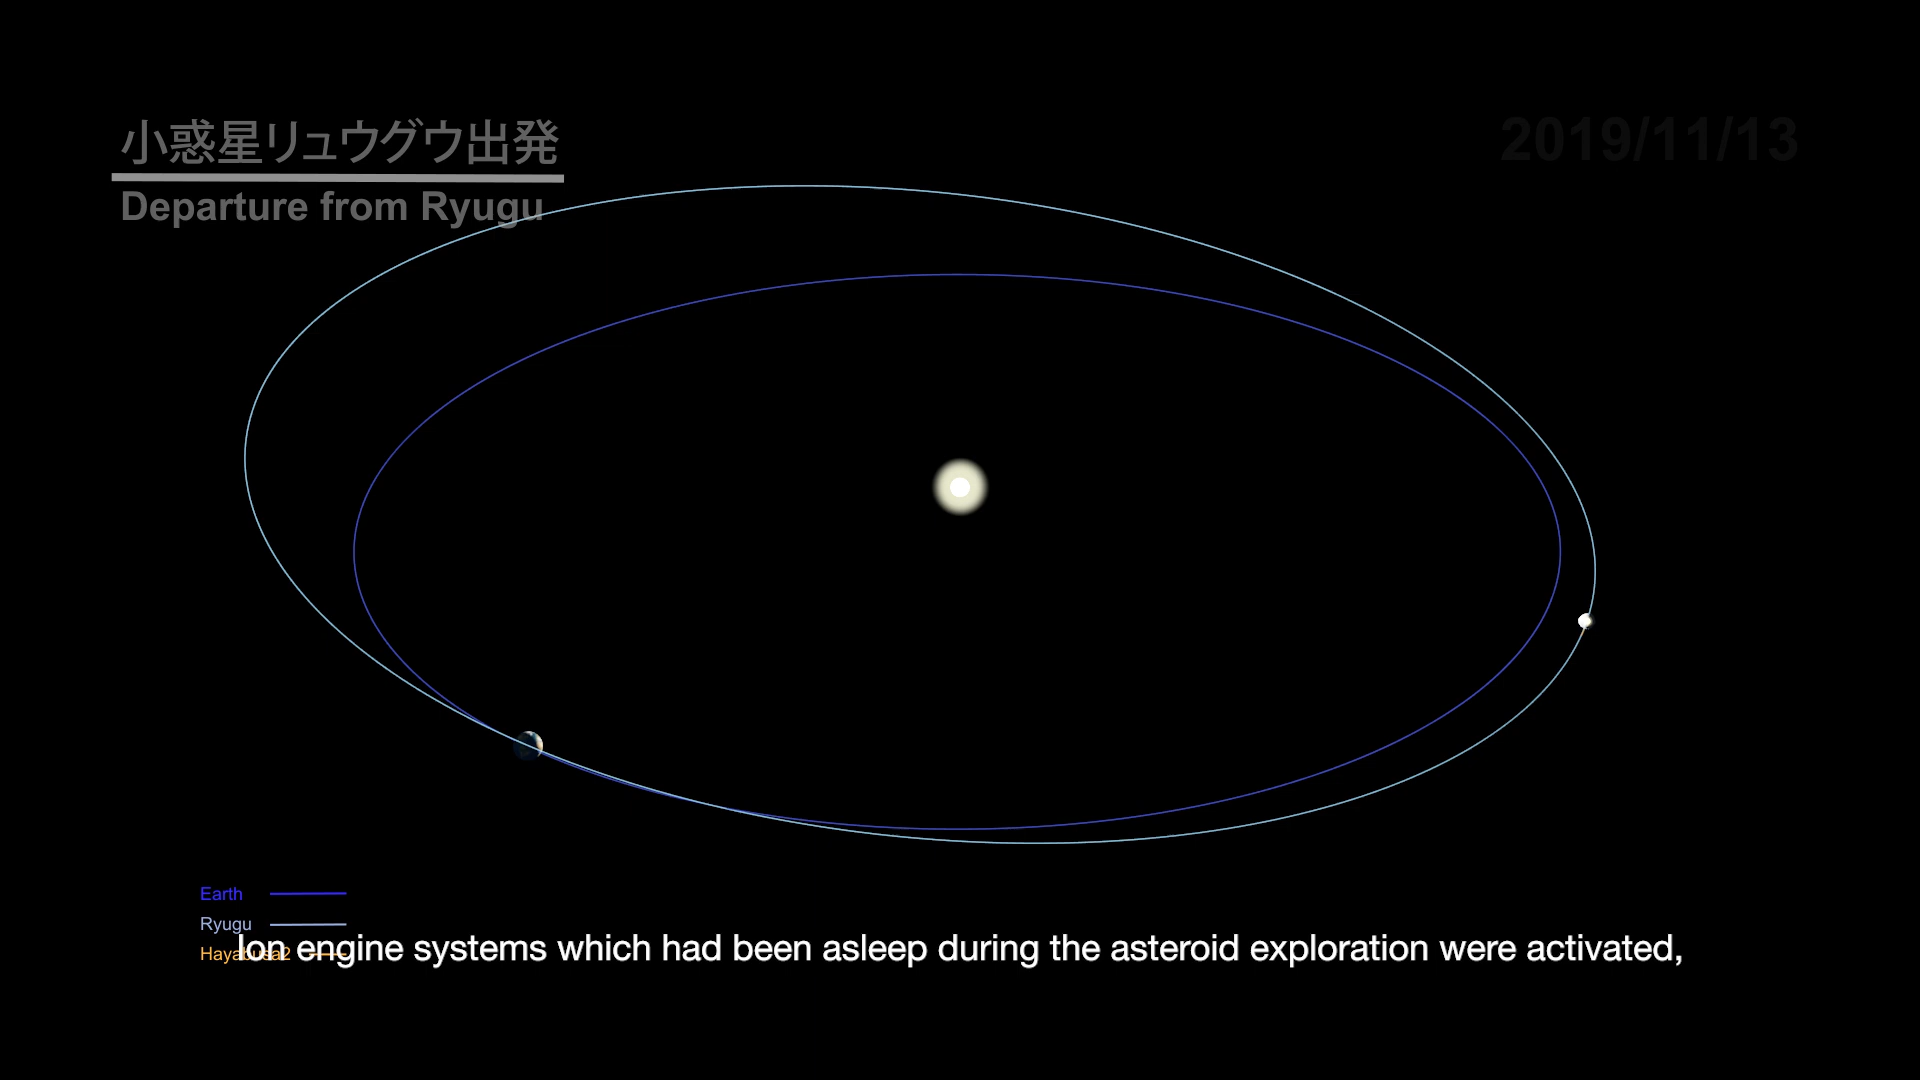 小惑星リュウグウ出発
2019/11/13
Departure from Ryugu
Earth
Ryugu
Hayabusa2
Ion engine systems which had been asleep during the asteroid exploration were activated,